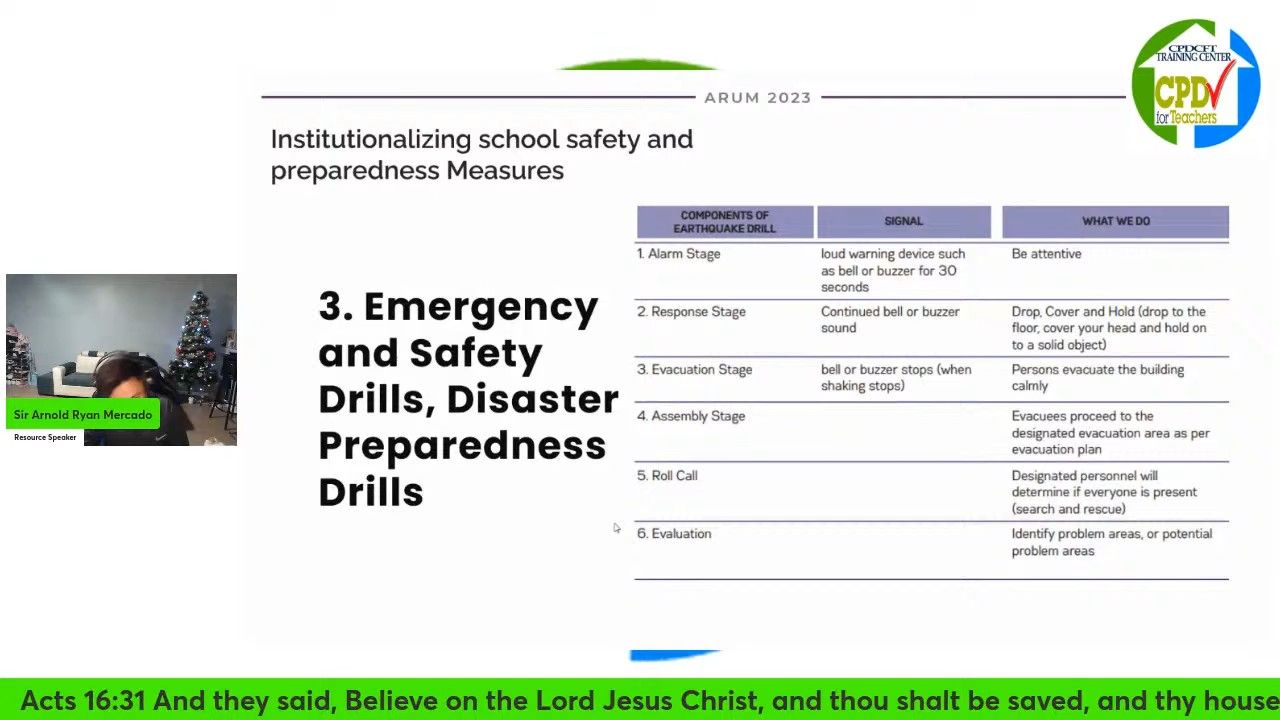 CPDCFT
TRAINING CENTER
CPD
for Teachers
ARUM 2023
Institutionalizing school safety and
preparedness Measures
3. Emergency
and Safety
Drills, Disaster
Preparedness
Drills
COMPONENTS OF
EARTHQUAKE DRILL
SIGNAL
WHAT WE DO
1. Alarm Stage
loud warning device such
as bell or buzzer for 30
seconds
Be attentive
2. Response Stage
Continued bell or buzzer
sound
Drop, Cover and Hold (drop to the
floor, cover your head and hold on
to a solid object)
3. Evacuation Stage
bell or buzzer stops (when
shaking stops)
Persons evacuate the building
calmly
4. Assembly Stage
Evacuees proceed to the
designated evacuation area as per
evacuation plan
5. Roll Call
Designated personnel will
determine if everyone is present
(search and rescue)
6. Evaluation
Identify problem areas, or potential
problem areas
Sir Arnold Ryan Mercado
Resource Speaker
Acts 16:31 And they said, Believe on the Lord Jesus Christ, and thou shalt be saved, and thy house